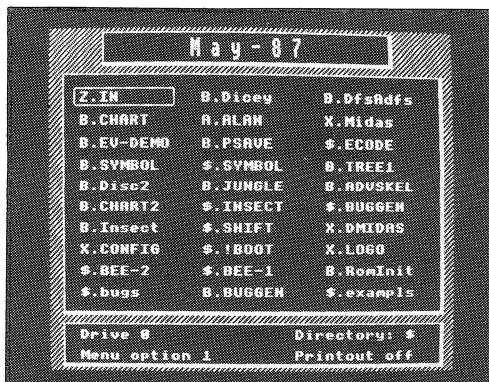 May-87
Z.IN B.Dicey B.DfsAdfs
B.CHART A.ALAN X.Midas
B.EV-DEMO B.PSAVE $.ECODE
B.SYMBOL $.SYMBOL B.TREE1
B.Disc2 B.JUNGLE B.ADVSKEL
B.CHART2 $.INSECT $.BUGGEN
B.Insect $.SHIFT X.DMIDAS
X.CONFIG $.!BOOT X.LOGO
$.BEE-2 $.BEE-1 B.RomInit
$.bugs B.BUGGEN $.exampls
Drive 0 Directory: $
Menu option 1 Printout off